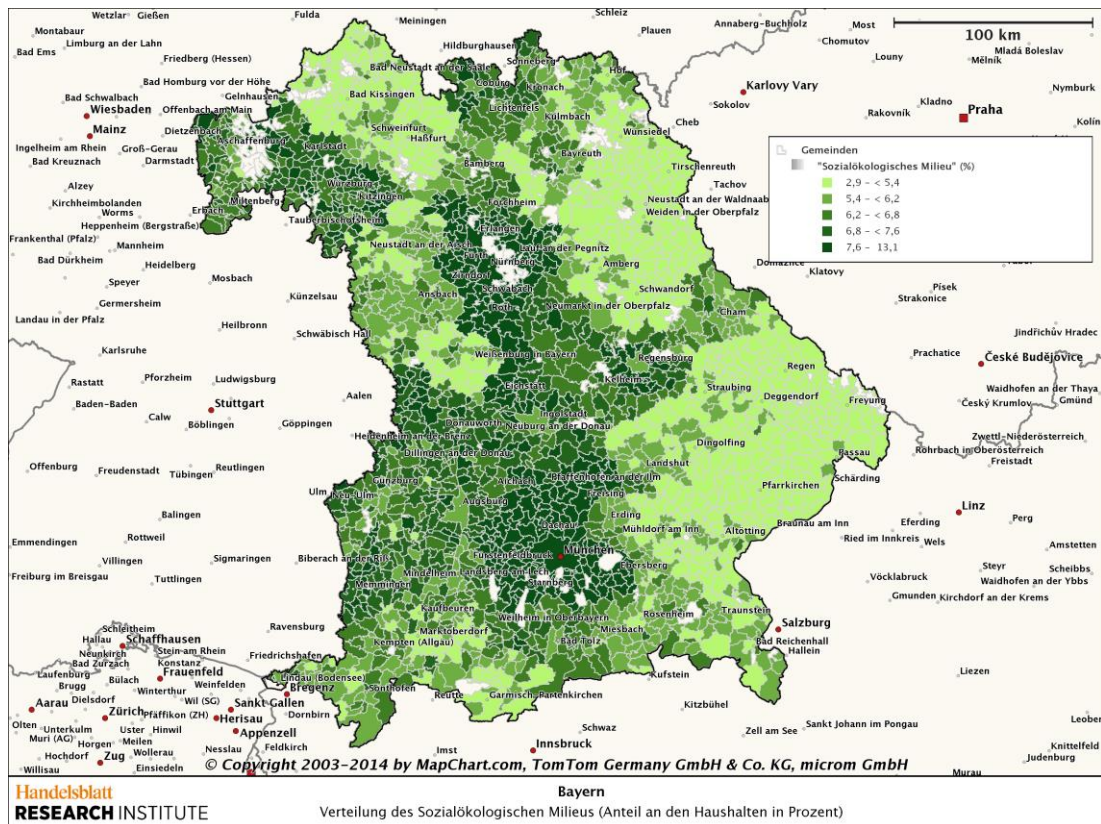 Wetzlar Gießen Fulda Meiningen Schleiz Annaberg-Buchholz Most
Montabaur Plauen Chomutov 100 km
Limburg an der Lahn Hildburghausen Louny Mladá Boleslav
Bad Ems Friedberg (Hessen) Bad Neustadt an der Saale Sonneberg Hof Mělník
Bad Homburg vor der Höhe Coburg Kronach Karlovy Vary Nymburk
Bad Schwalbach Gelnhausen Bad Kissingen Lichtenfels Sokolov Kladno
Wiesbaden Offenbach am Main Kulmbach Cheb Rakovník Praha
Mainz Dietzenbach Schweinfurt Wunsiedel Kolín
Ingelheim am Rhein Groß-Gerau Aschaffenburg Karlstadt Haßfurt Bayreuth
Bad Kreuznach Darmstadt Bamberg Tirschenreuth
Gemeinden
"Sozialökologisches Milieu" (%)
2,9 - < 5,4
5,4 - < 6,2
6,2 - < 6,8
6,8 - < 7,6
7,6 - 13,1
Alzey Würzburg Tachov
Kirchheimbolanden Erbach Miltenberg Kitzingen Forchheim Neustadt an der Waldnaab
Worms Tauberbischofsheim Weiden in der Oberpfalz
Heppenheim (Bergstraße) Erlangen
Frankenthal (Pfalz) Mannheim Neustadt an der Aisch Fürth Lauf an der Pegnitz
Bad Dürkheim Heidelberg Nürnberg Amberg Domažlice Klatovy
Speyer Mosbach Zirndorf Schwabach Písek
Germersheim Künzelsau Ansbach Roth Schwandorf Strakonice
Landau in der Pfalz Heilbronn Neumarkt in der Oberpfalz Cham
Schwäbisch Hall Jindřichův Hradec
Karlsruhe Weißenburg in Bayern Regensburg Prachatice České Budějovice
Rastatt Pforzheim Ludwigsburg Eichstätt Kelheim Regen
Baden-Baden Stuttgart Aalen Straubing Deggendorf Waidhofen an der Thaya
Calw Göppingen Ingolstadt Freyung Český Krumlov Gmünd
Böblingen Donauwörth Neuburg an der Donau
Heidenheim an der Brenz Dingolfing Zwettl-Niederösterreich
Offenburg Freudenstadt Reutlingen Dillingen an der Donau Landshut Passau Rohrbach in Oberösterreich
Tübingen Freistadt
Ulm Neu-Ulm Günzburg Aichach Pfaffenhofen an der Ilm Pfarrkirchen Schärding
Balingen Augsburg Freising Linz
Erding Mühldorf am Inn Altötting Braunau am Inn Eferding Perg
Emmendingen Rottweil Dachau Ried im Innkreis Wels Amstetten
Villingen Sigmaringen Biberach an der Riß Fürstenfeldbruck München Ebersberg Steyr Scheibbs
Freiburg im Breisgau Tuttlingen Mindelheim Landsberg am Lech Vöcklabruck Waidhofen an der Ybbs
Memmingen Starnberg Gmunden Kirchdorf an der Krems
Kaufbeuren Weilheim in Oberbayern Rosenheim Traunstein
Schleitheim Ravensburg Marktoberdorf Miesbach Salzburg
Hallau Schaffhausen Kempten (Allgäu) Bad Tölz Bad Reichenhall
Neunkirch Stein am Rhein Friedrichshafen Hallein
Bad Zurzach Konstanz Liezen
Laufenburg Frauenfeld Lindau (Bodensee) Kufstein
Brugg Bülach Weinfelden Bregenz Sonthofen Reutte Garmisch-Partenkirchen
Dielsdorf Winterthur Wil (SG) Sankt Gallen Kitzbühel
Aarau Zürich Pfäffikon (ZH) Herisau Dornbirn Schwaz Sankt Johann im Pongau Leoben
Olten Unterkulm Uster Hinwil Appenzell Zell am See
Muri (AG) Horgen Meilen Feldkirch Imst Innsbruck Knittelfeld
Hochdorf Zug Wollerau Nesslau Judenburg
Willisau Einsiedeln Murau
© Copyright 2003-2014 by MapChart.com, TomTom Germany GmbH & Co. KG, microm GmbH
Handelsblatt
RESEARCH INSTITUTE
Bayern
Verteilung des Sozialökologischen Milieus (Anteil an den Haushalten in Prozent)